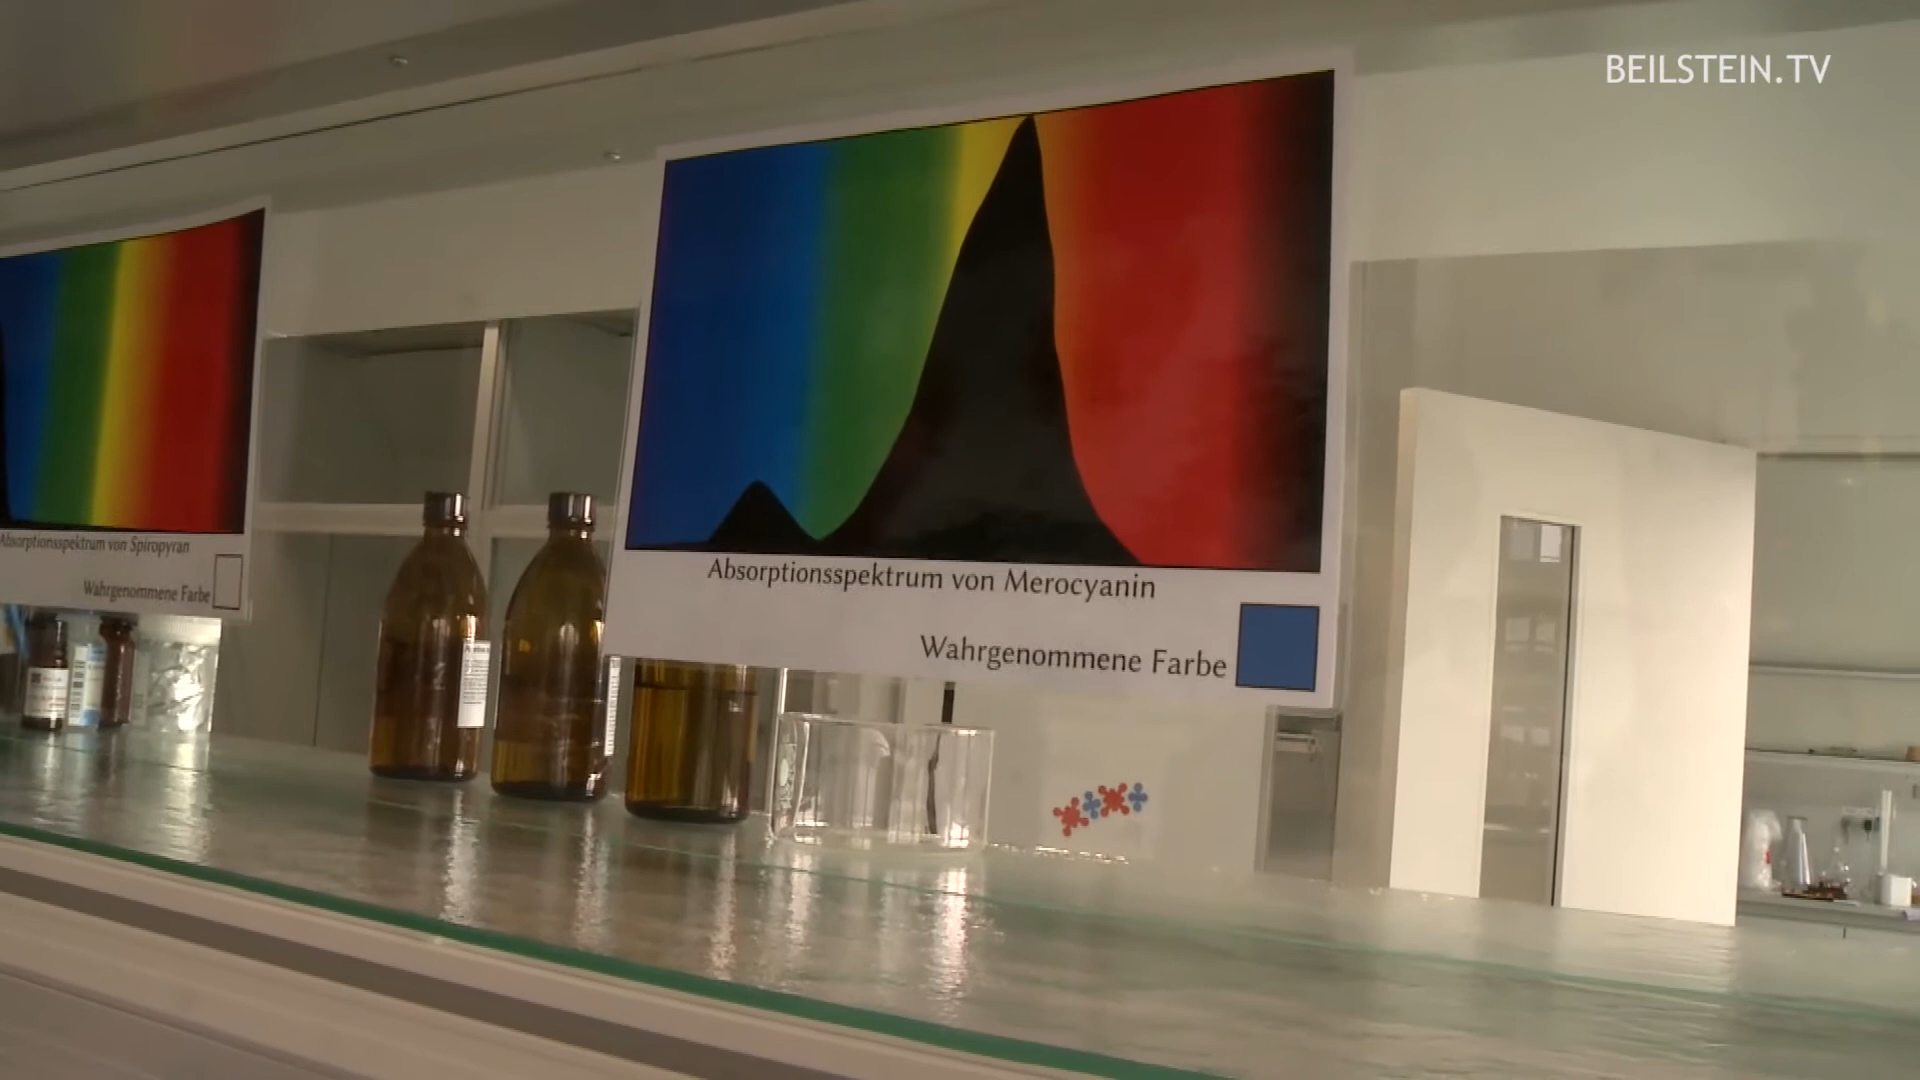 BEILSTEIN.TV
Absorptionsspektrum von Spiropyran
Wahrgenommene Farbe
Absorptionsspektrum von Merocyanin
Wahrgenommene Farbe